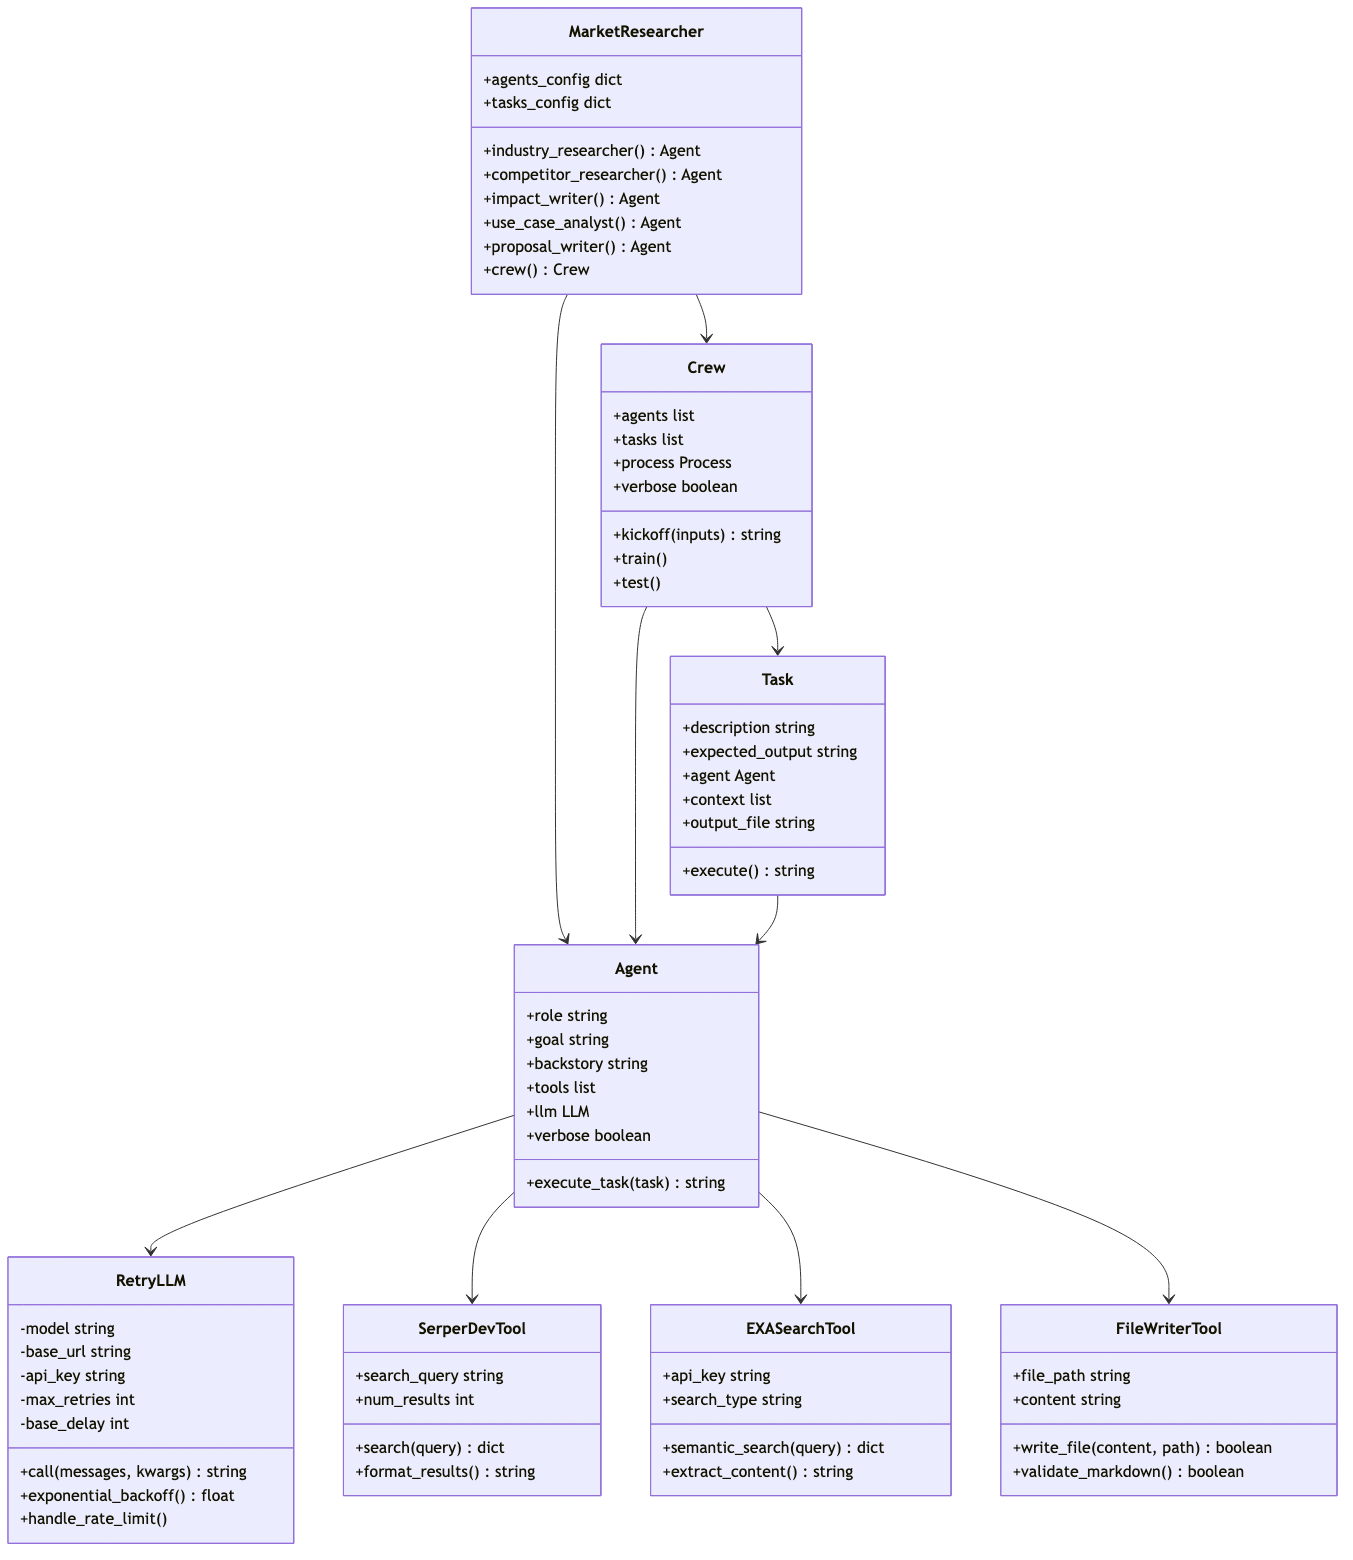 MarketResearcher
+agents_config dict
+tasks_config dict
+industry_researcher() : Agent
+competitor_researcher() : Agent
+impact_writer() : Agent
+use_case_analyst() : Agent
+proposal_writer() : Agent
+crew() : Crew
Crew
+agents list
+tasks list
+process Process
+verbose boolean
+kickoff(inputs) : string
+train()
+test()
Task
+description string
+expected_output string
+agent Agent
+context list
+output_file string
+execute() : string
Agent
+role string
+goal string
+backstory string
+tools list
+llm LLM
+verbose boolean
+execute_task(task) : string
RetryLLM
-model string
-base_url string
-api_key string
-max_retries int
-base_delay int
+call(messages, kwargs) : string
+exponential_backoff() : float
+handle_rate_limit()
SerperDevTool
+search_query string
+num_results int
+search(query) : dict
+format_results() : string
EXASearchTool
+api_key string
+search_type string
+semantic_search(query) : dict
+extract_content() : string
FileWriterTool
+file_path string
+content string
+write_file(content, path) : boolean
+validate_markdown() : boolean